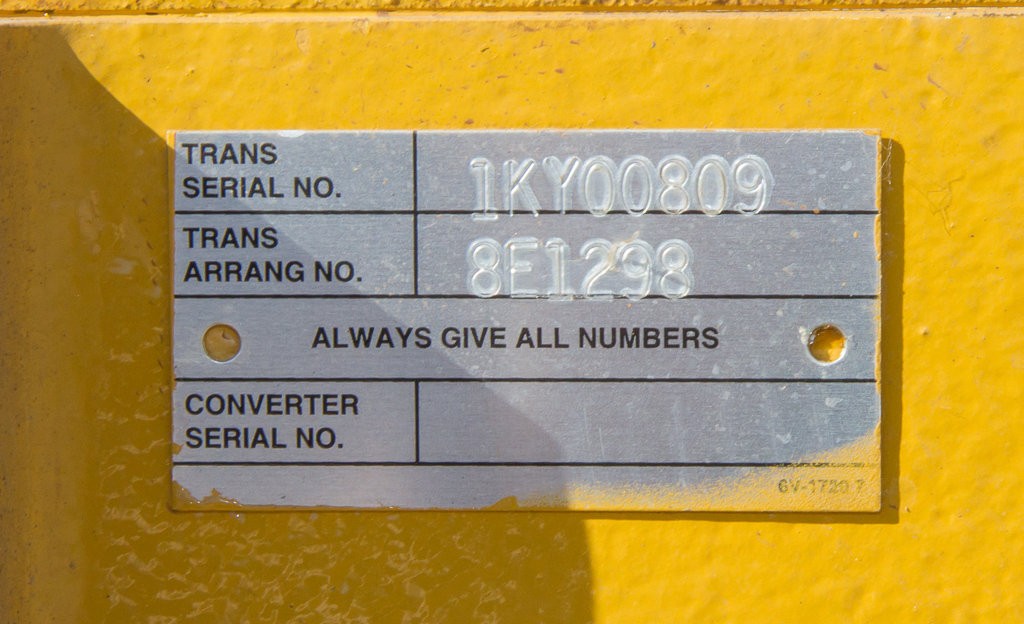 TRANS
SERIAL NO.
1KY00809
TRANS
ARRANG NO.
8E1298
ALWAYS GIVE ALL NUMBERS
CONVERTER
SERIAL NO.